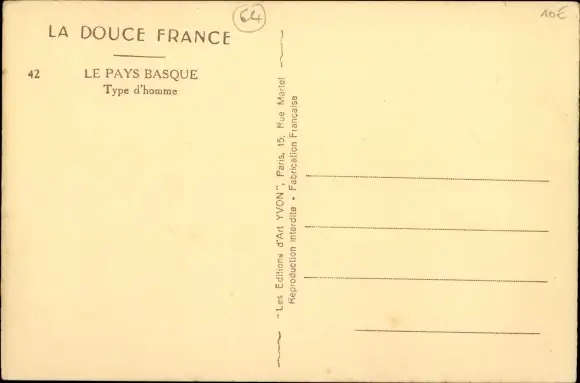 64
10€
LA DOUCE FRANCE
42 LE PAYS BASQUE
Type d'homme
"Les Editions d'Art YVON", Paris, 15, Rue Martel
Reproduction interdite • Fabrication Française